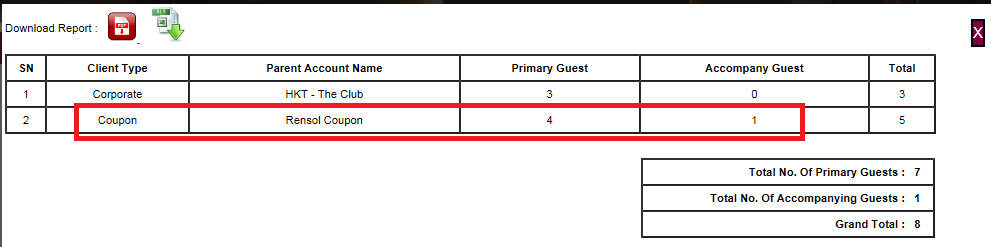 Download Report :
X
SN Client Type Parent Account Name Primary Guest Accompany Guest Total
1 Corporate HKT - The Club 3 0 3
2 Coupon Rensol Coupon 4 1 5
Total No. Of Primary Guests : 7
Total No. Of Accompanying Guests : 1
Grand Total : 8